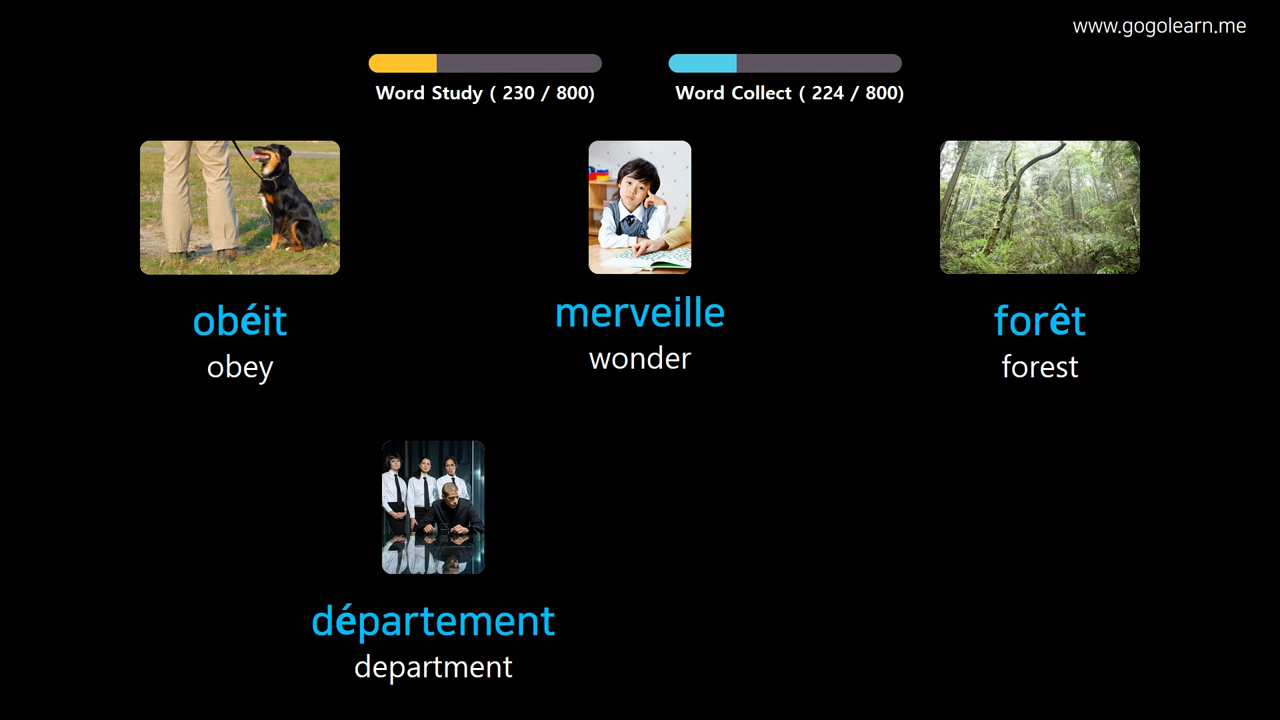 www.gogolearn.me
Word Study ( 230 / 800)
Word Collect ( 224 / 800)
obéit
obey
merveille
wonder
forêt
forest
département
department